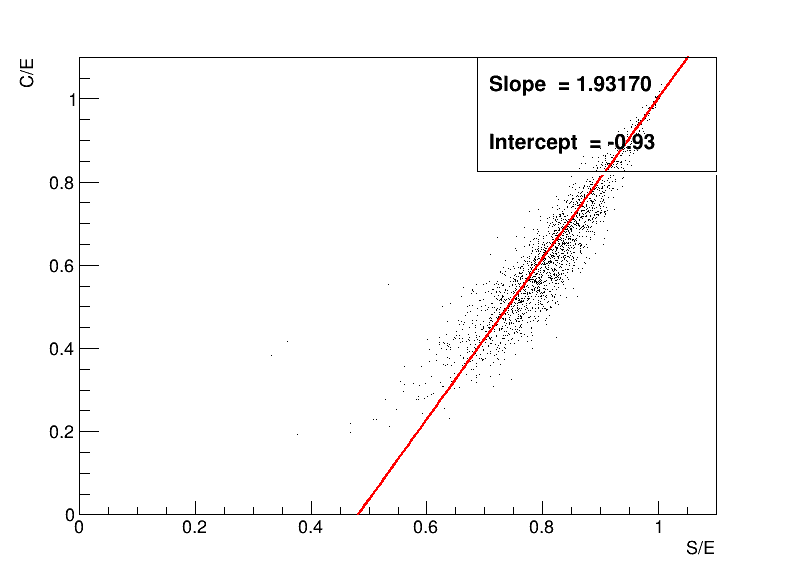 C/E
Slope = 1.93170
Intercept = -0.93
1
0.8
0.6
0.4
0.2
0
0 0.2 0.4 0.6 0.8 1
S/E